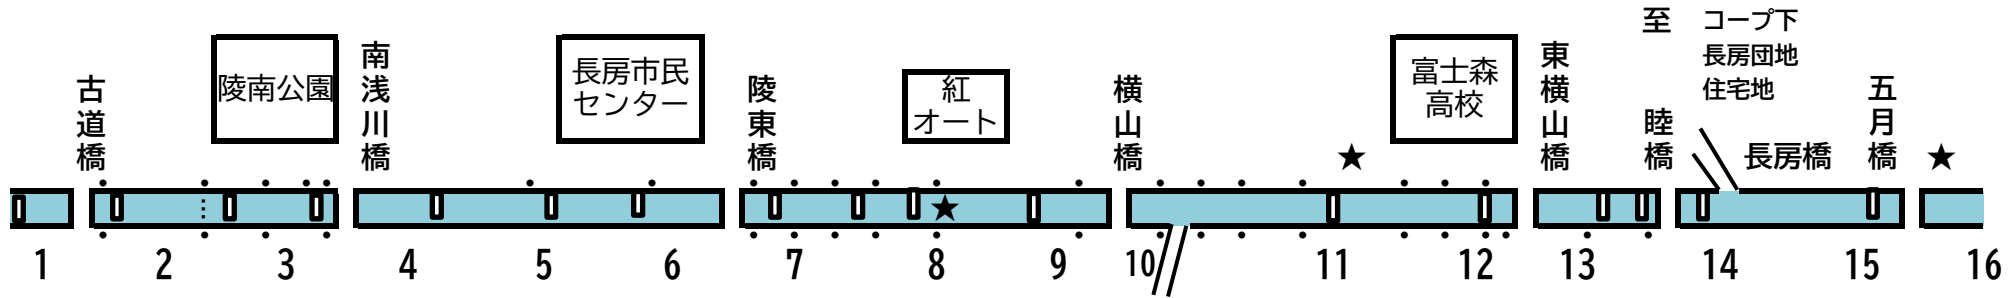 古道橋
陵南公園
南浅川橋
長房市民
センター
陵東橋
紅
オート
横山橋
富士森
高校
東横山橋
至
睦橋
コープ下
長房団地
住宅地
長房橋
五月橋
★
★
★
1 2 3 4 5 6 7 8 9 10 11 12 13 14 15 16